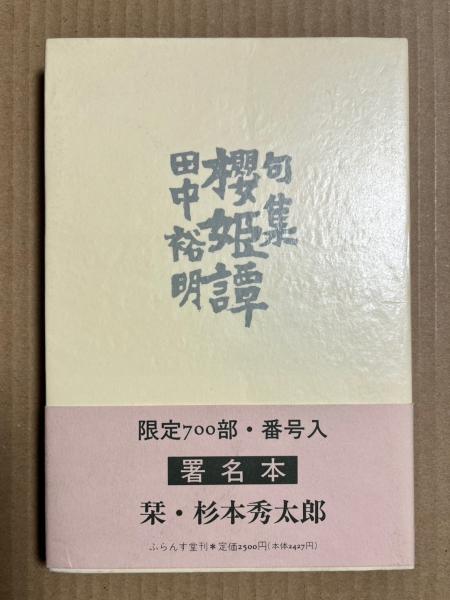 句集
櫻姫譚
田中裕明
限定700部・番号入
署名本
栞・杉本秀太郎
ふらんす堂刊＊定価2500円(本体2427円)